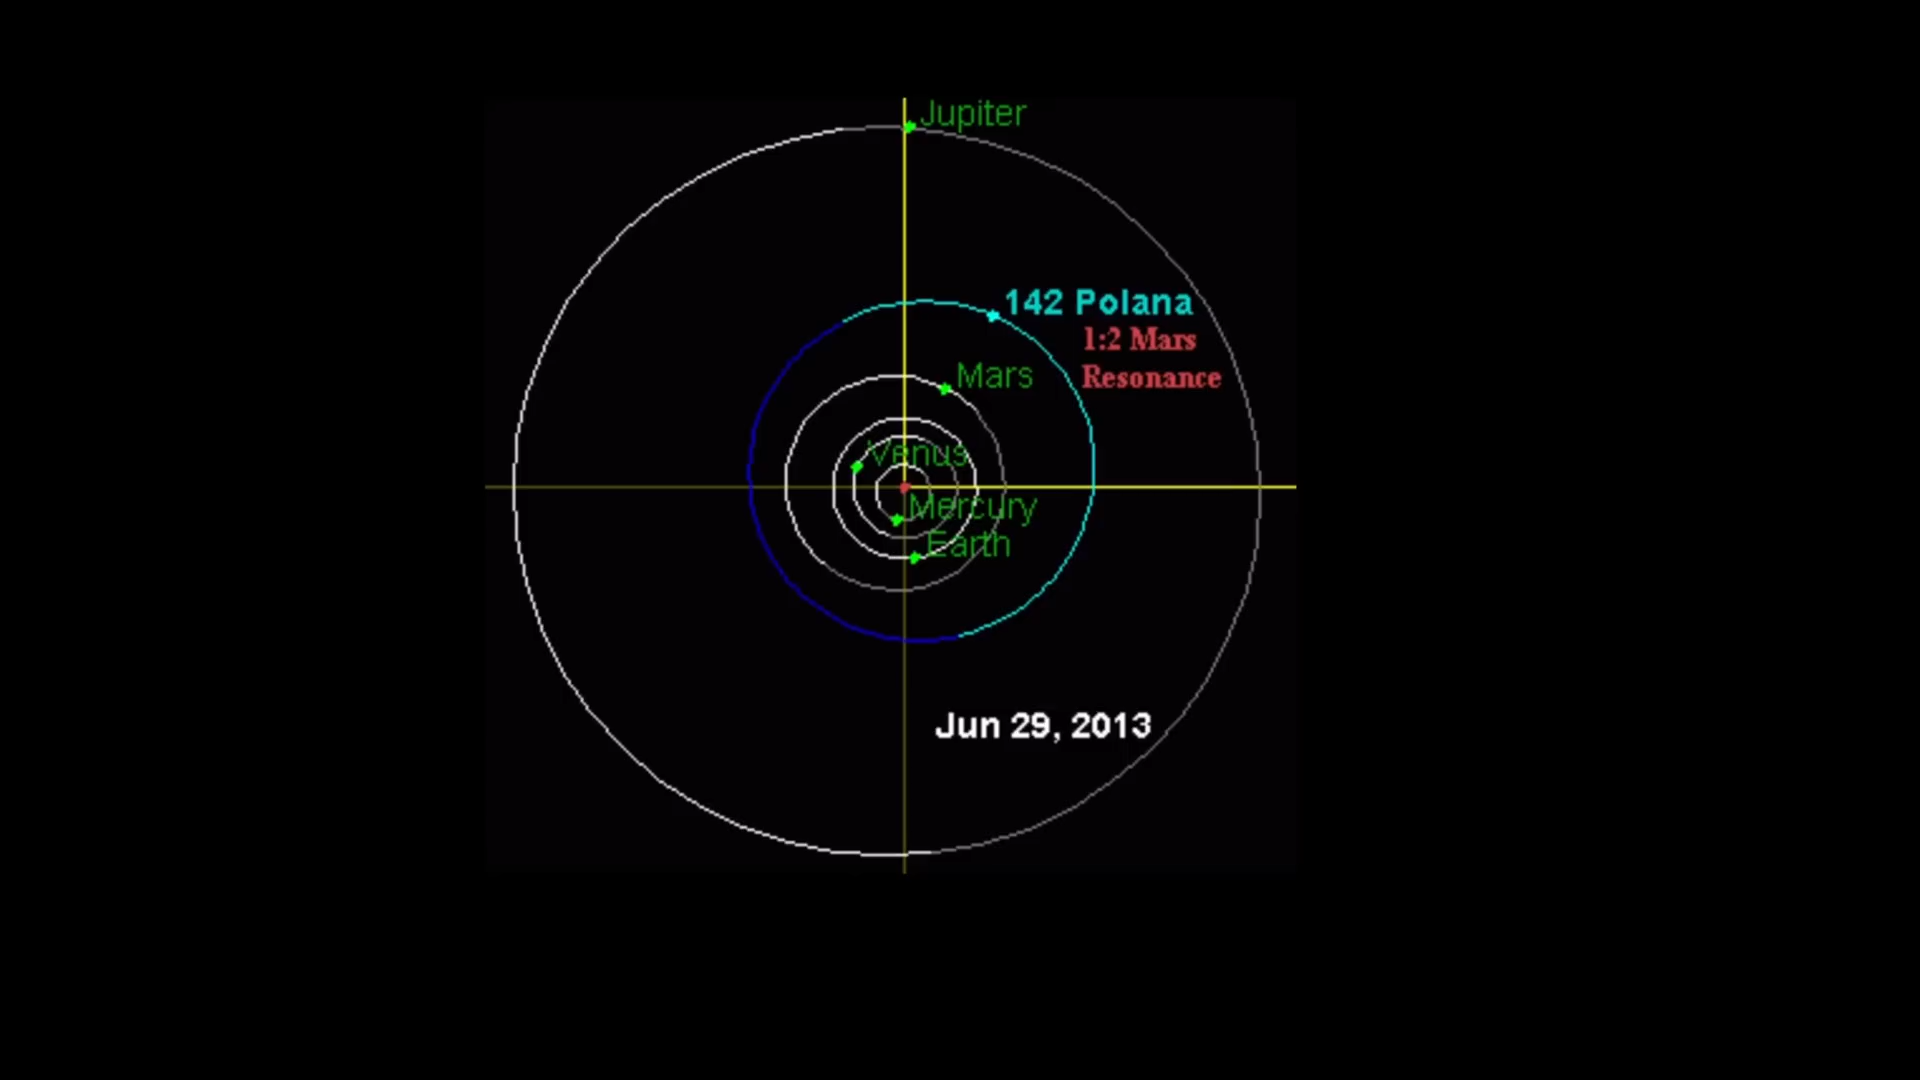 Jupiter
142 Polana
1:2 Mars
Resonance
Mars
Venus
Mercury
Earth
Jun 29, 2013